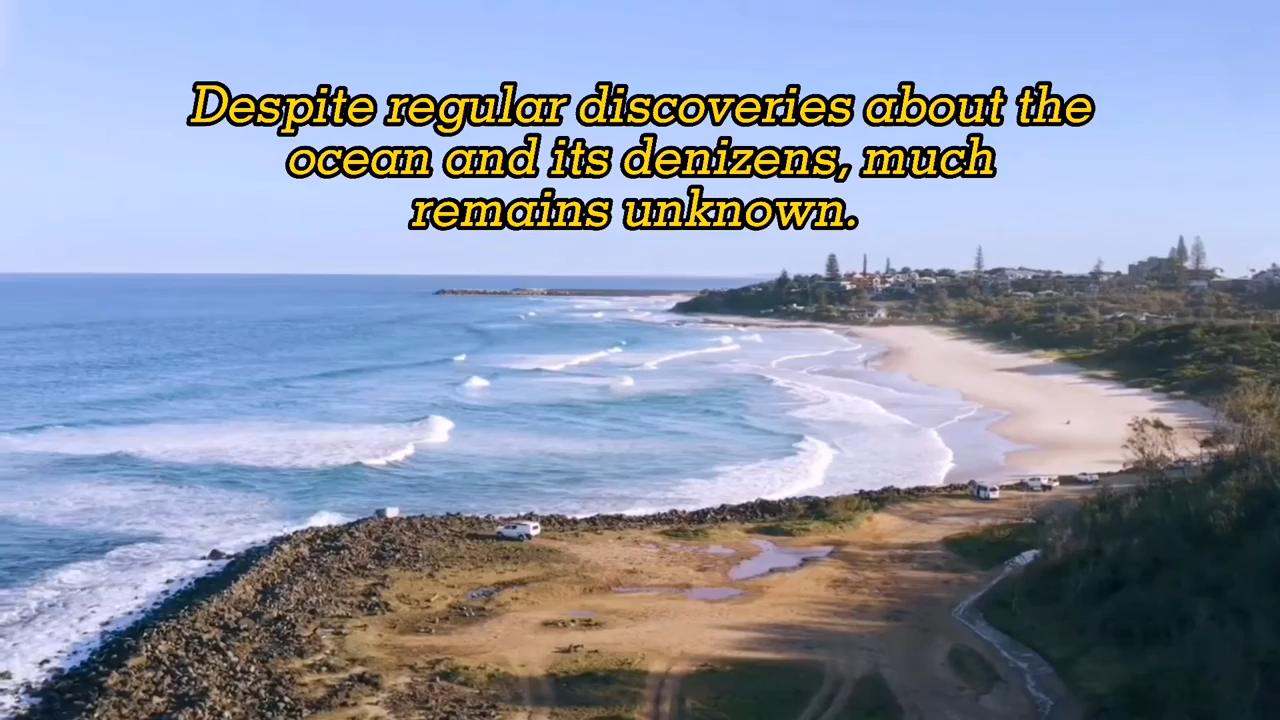 Despite regular discoveries about the
ocean and its denizens, much
remains unknown.